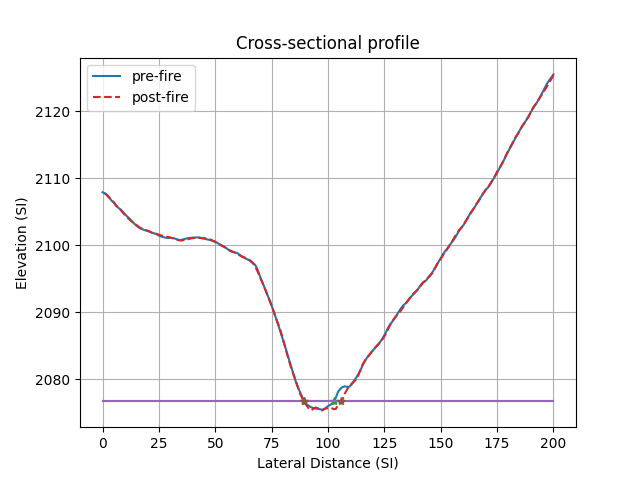 Cross-sectional profile
pre-fire
post-fire
2120
2110
2100
2090
2080
Elevation (SI)
0 25 50 75 100 125 150 175 200
Lateral Distance (SI)